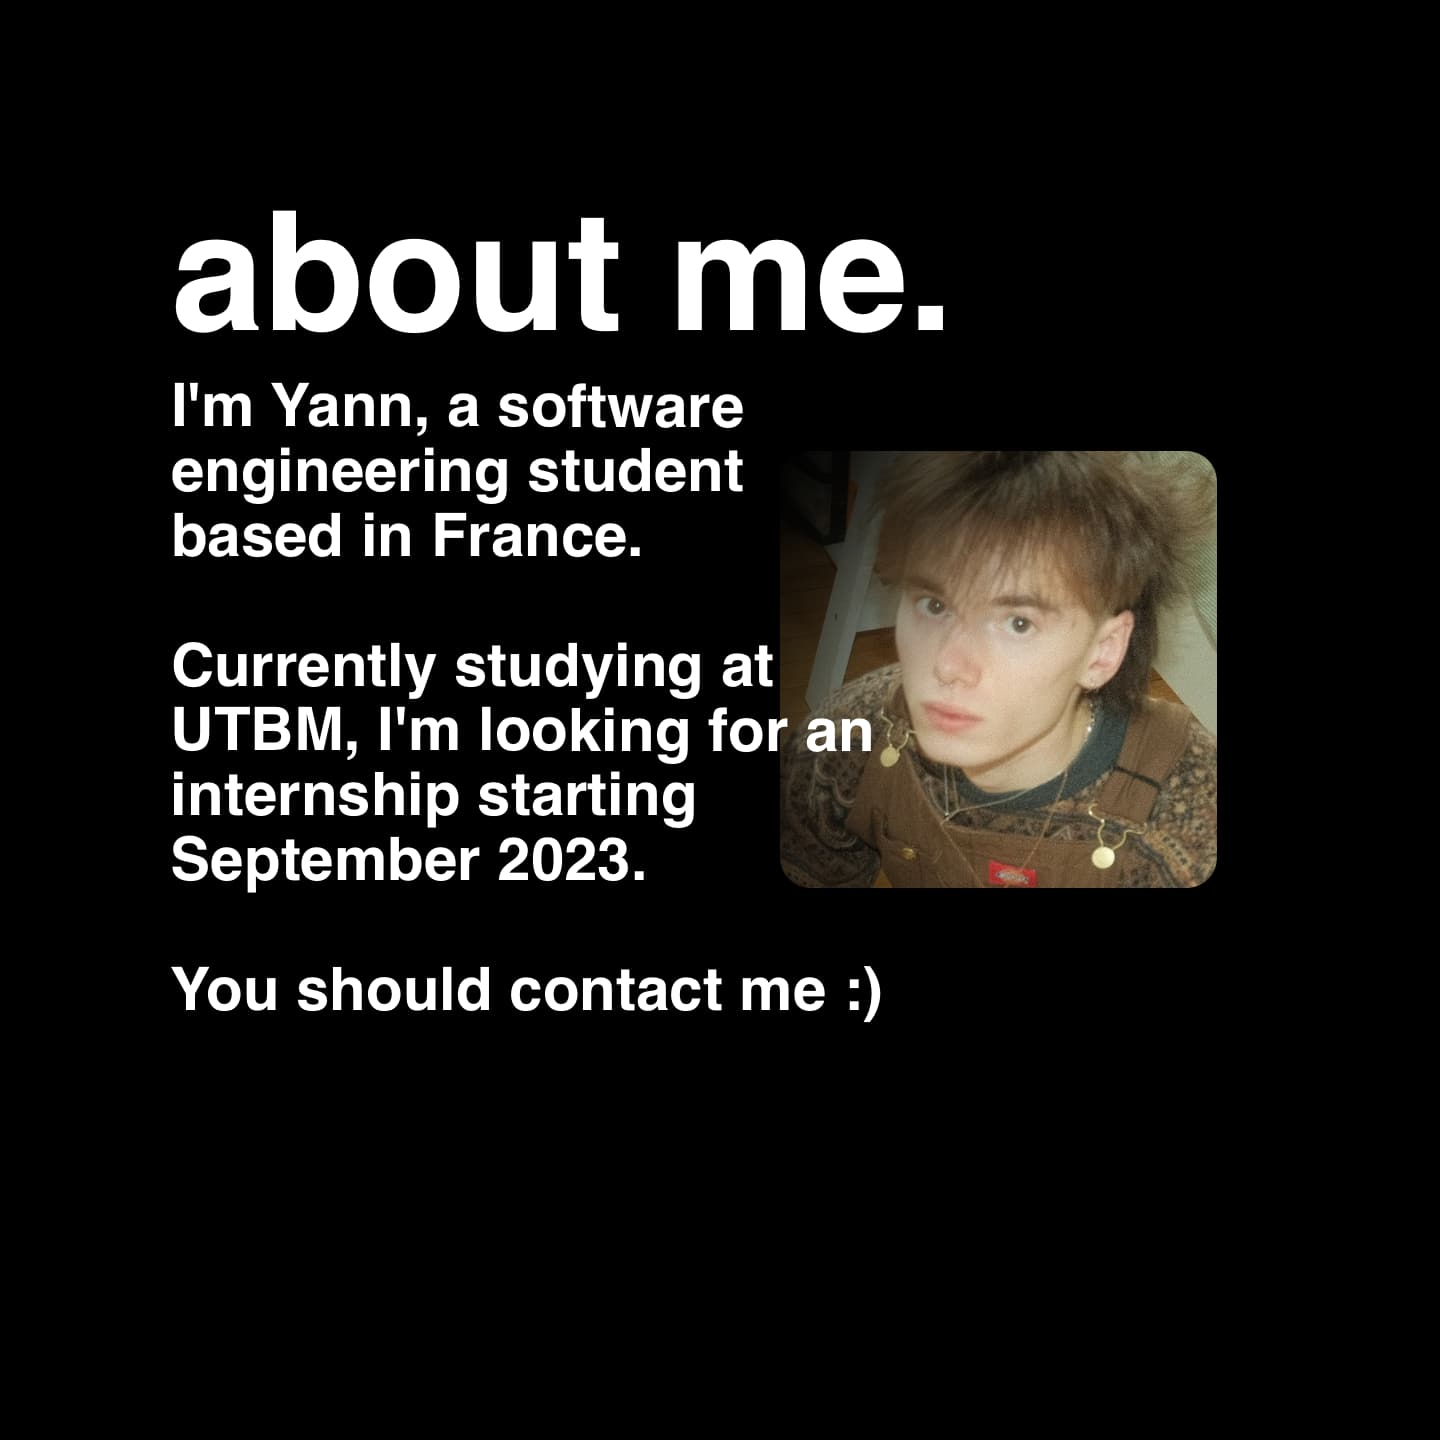 about me.
I'm Yann, a software
engineering student
based in France.
Currently studying at
UTBM, I'm looking for an
internship starting
September 2023.
You should contact me :)